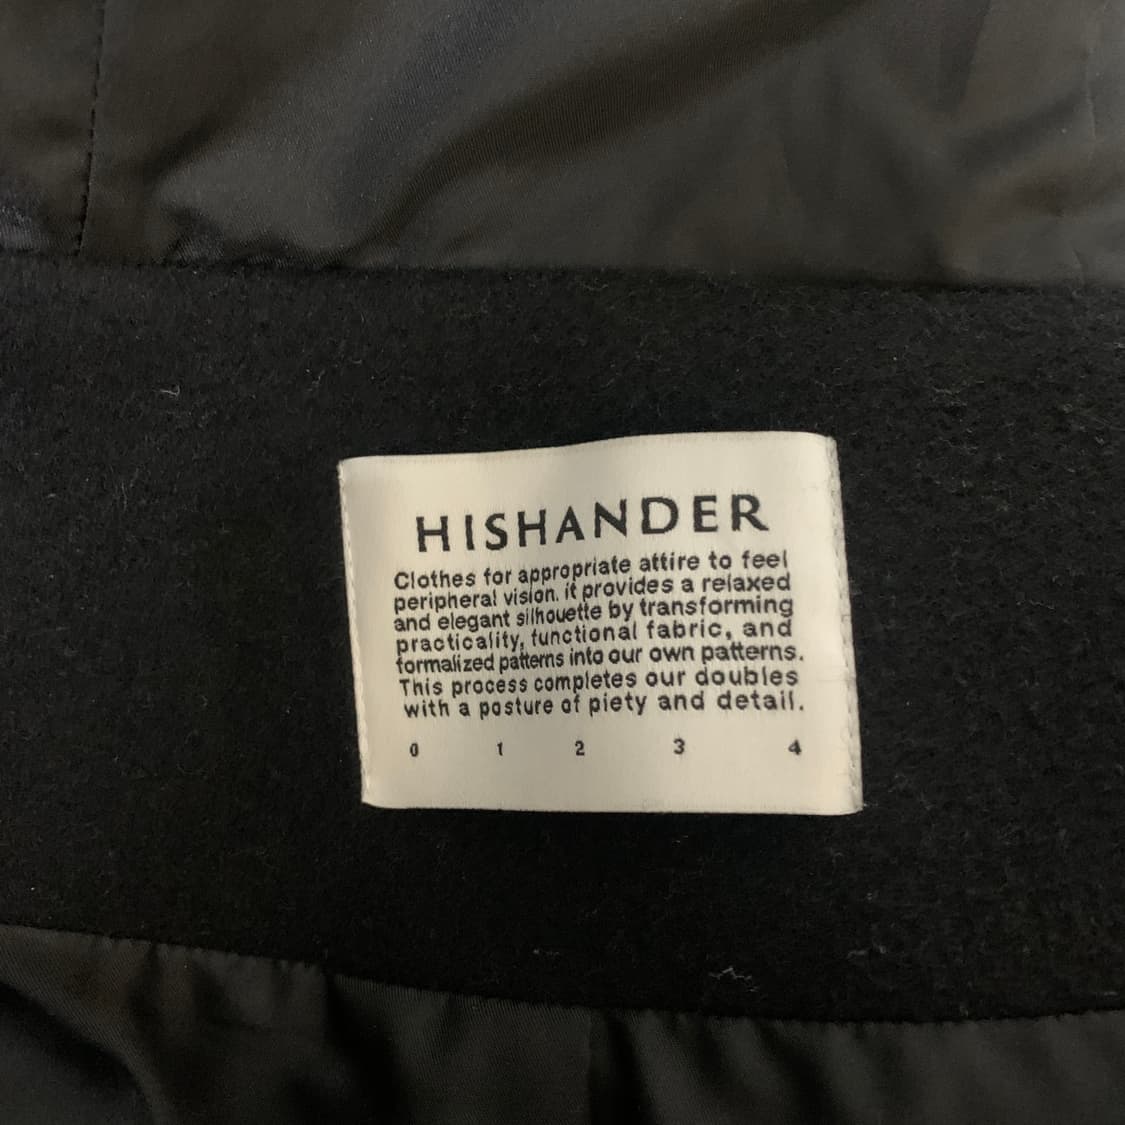 HISHANDER
Clothes for appropriate attire to feel
peripheral vision. it provides a relaxed
and elegant silhouette by transforming
practicality, functional fabric, and
formalized patterns into our own patterns.
This process completes our doubles
with a posture of piety and detail.
0 1 2 3 4